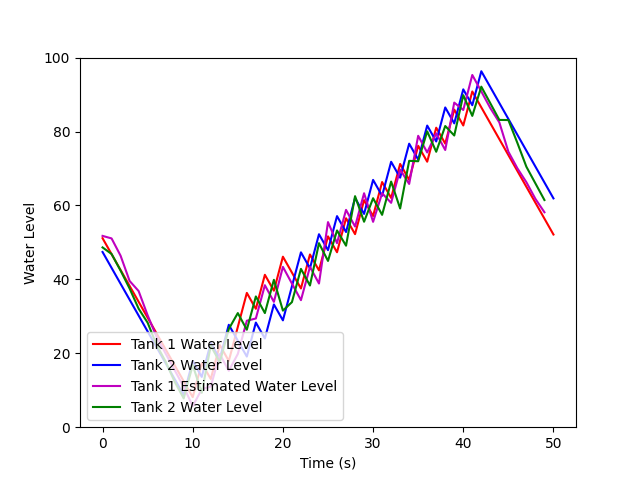 100
80
60
40
20
0
Water Level
Tank 1 Water Level
Tank 2 Water Level
Tank 1 Estimated Water Level
Tank 2 Water Level
0 10 20 30 40 50
Time (s)